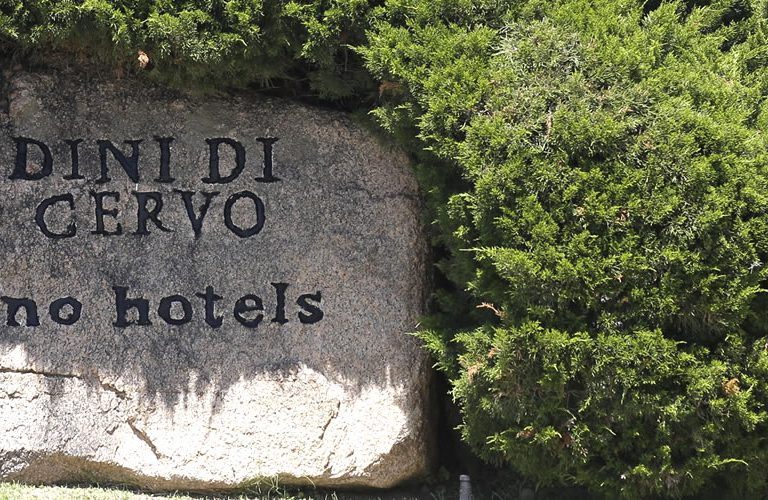 DINI DI
CERVO
no hotels